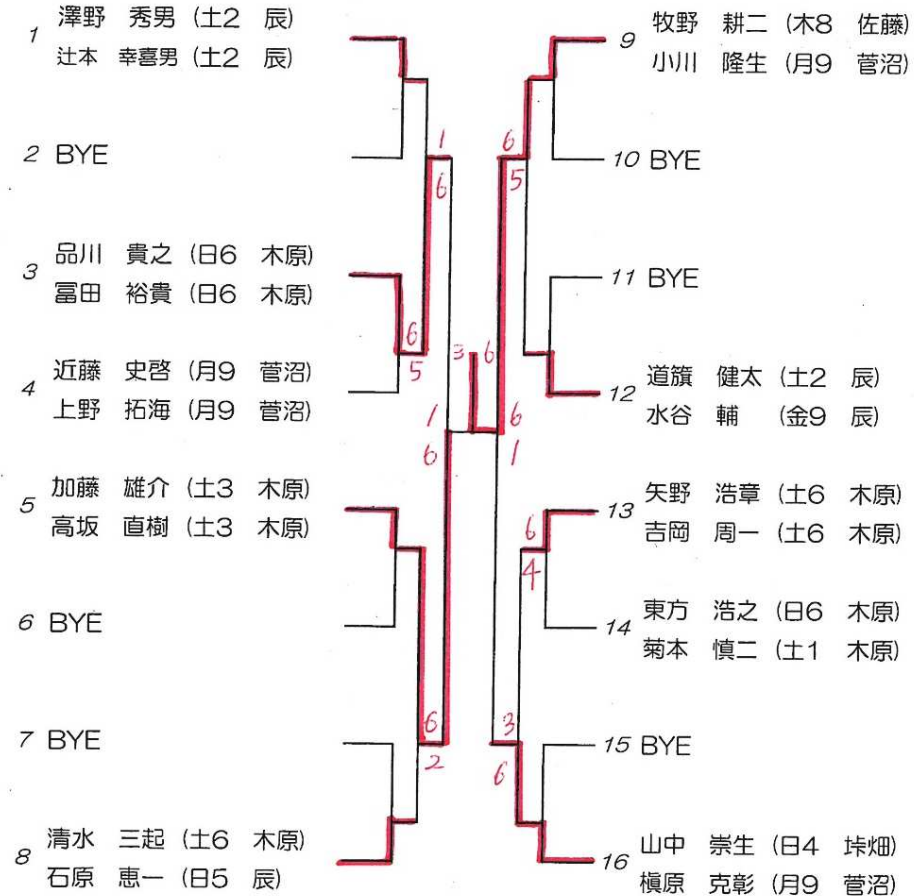 1 澤野 秀男 (土2 辰)
辻本 幸喜男 (土2 辰)
2 BYE
3 品川 貴之 (日6 木原)
冨田 裕貴 (日6 木原)
4 近藤 史啓 (月9 菅沼)
上野 拓海 (月9 菅沼)
5 加藤 雄介 (土3 木原)
高坂 直樹 (土3 木原)
6 BYE
7 BYE
8 清水 三起 (土6 木原)
石原 恵一 (日5 辰)
1
6
6
5
1
6
6
2
3 6
6
5
6
1
6
4
3
6
9 牧野 耕二 (木8 佐藤)
小川 隆生 (月9 菅沼)
10 BYE
11 BYE
12 道籏 健太 (土2 辰)
水谷 輔 (金9 辰)
13 矢野 浩章 (土6 木原)
吉岡 周一 (土6 木原)
14 東方 浩之 (日6 木原)
菊本 慎二 (土1 木原)
15 BYE
16 山中 崇生 (日4 垰畑)
槇原 克彰 (月9 菅沼)